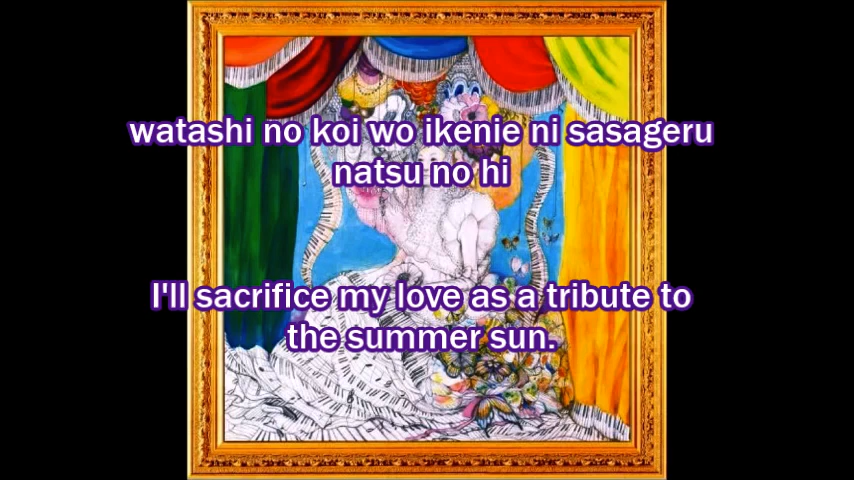 watashi no koi wo ikenie ni sasageru
natsu no hi
I'll sacrifice my love as a tribute to
the summer sun.